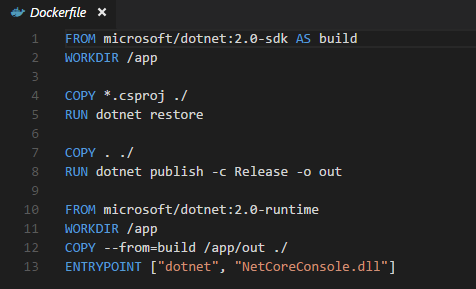 Dockerfile ×
1 FROM microsoft/dotnet:2.0-sdk AS build
2 WORKDIR /app
3
4 COPY *.csproj ./
5 RUN dotnet restore
6
7 COPY . ./
8 RUN dotnet publish -c Release -o out
9
10 FROM microsoft/dotnet:2.0-runtime
11 WORKDIR /app
12 COPY --from=build /app/out ./
13 ENTRYPOINT ["dotnet", "NetCoreConsole.dll"]